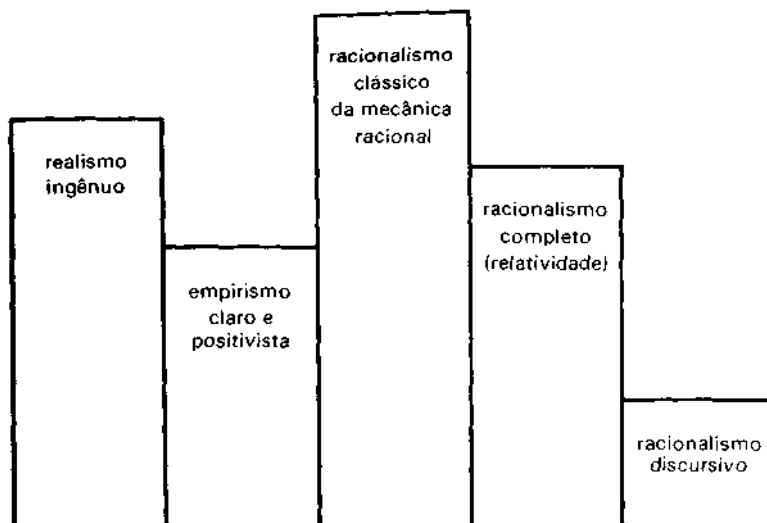 realismo
ingênuo
empirismo
claro e
positivista
racionalismo
clássico
da mecânica
racional
racionalismo
completo
(relatividade)
racionalismo
discursivo